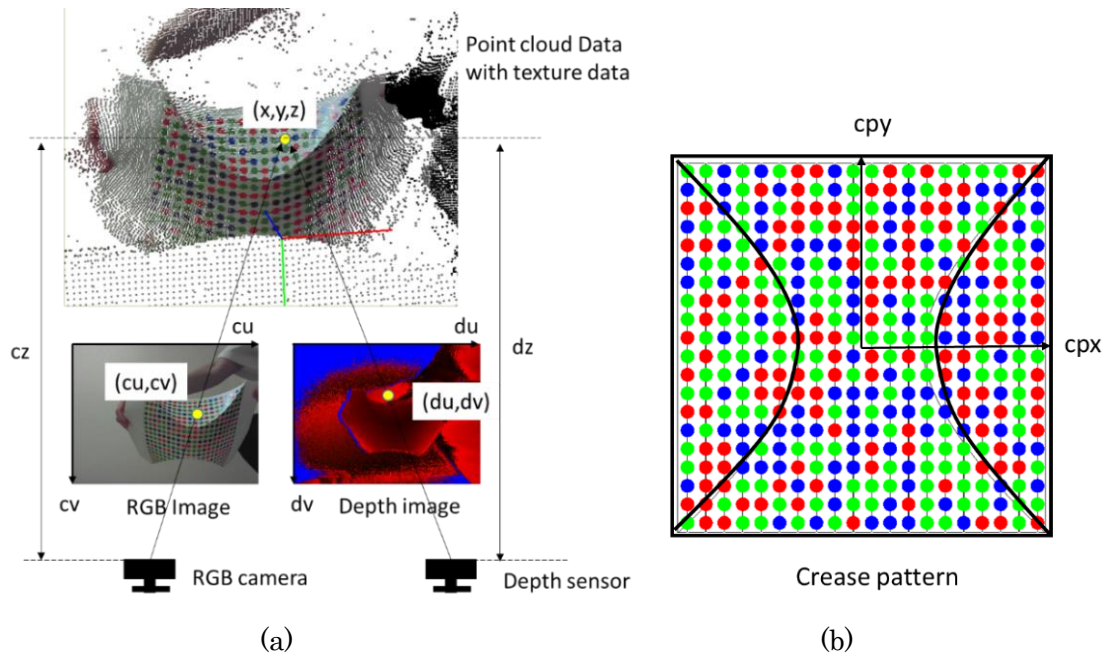 Point cloud Data
with texture data
(x,y,z)
cu
du
cz
dz
(cu,cv)
(du,dv)
cv
RGB Image
dv
Depth image
RGB camera
Depth sensor
(a)
cpy
cpx
Crease pattern
(b)